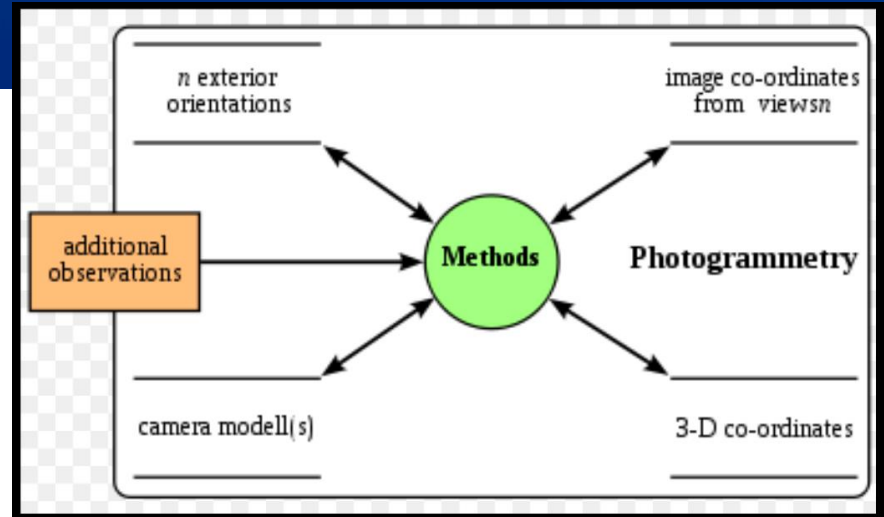 n exterior
orientations
image co-ordinates
from viewsn
additional
observations
Methods
Photogrammetry
camera modell(s)
3-D co-ordinates